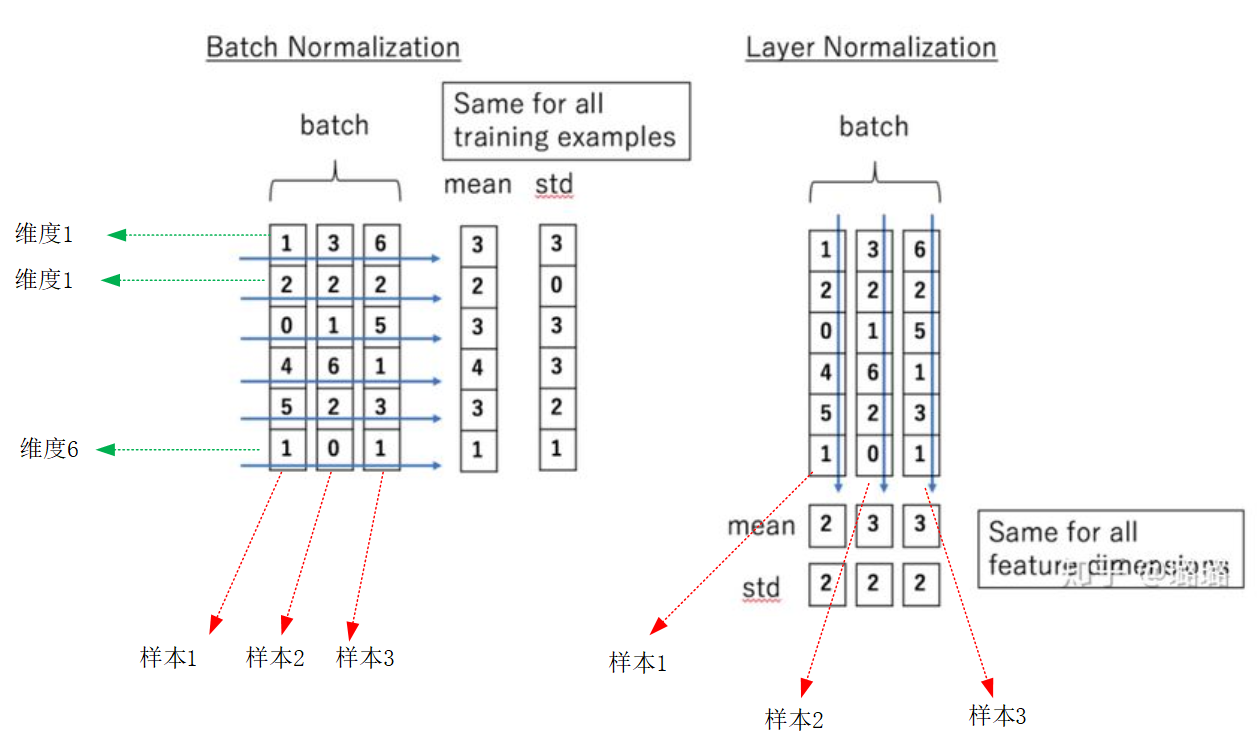 Batch Normalization
Layer Normalization
Same for all
training examples
batch
mean std
维度1
1 3 6 3 3
维度1
2 2 2 2 0
0 1 5 3 3
4 6 1 4 3
5 2 3 3 2
维度6
1 0 1 1 1
样本1 样本2 样本3
batch
1 3 6
2 2 2
0 1 5
4 6 1
5 2 3
1 0 1
mean 2 3 3
std 2 2 2
Same for all
feature dimensions
知乎 @璐璐
样本1
样本2
样本3